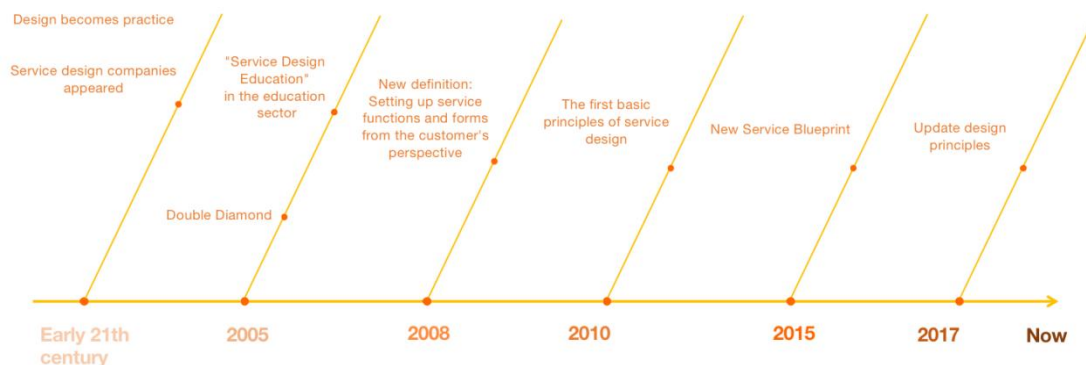 Design becomes practice
Service design companies
appeared
"Service Design
Education"
in the education
sector
Double Diamond
New definition:
Setting up service
functions and forms
from the customer's
perspective
The first basic
principles of service
design
New Service Blueprint
Update design
principles
Early 21th
century
2005
2008
2010
2015
2017
Now